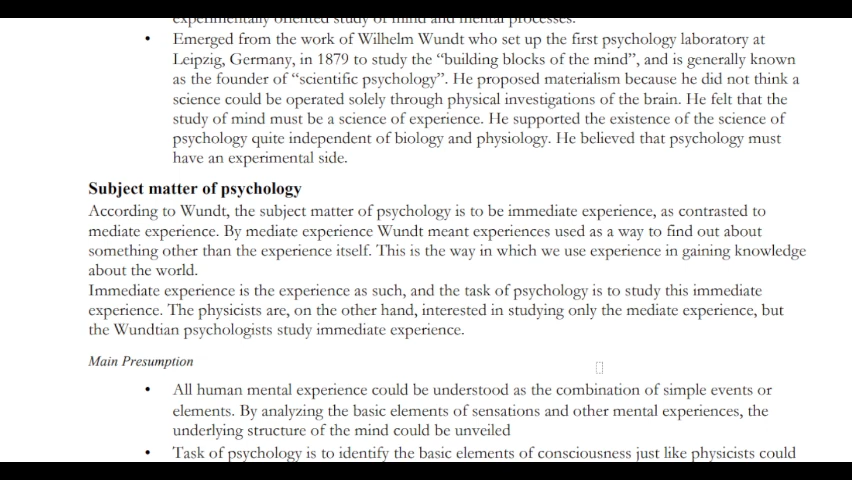 experimentally oriented study of mind and mental processes.
• Emerged from the work of Wilhelm Wundt who set up the first psychology laboratory at
Leipzig, Germany, in 1879 to study the “building blocks of the mind”, and is generally known
as the founder of “scientific psychology”. He proposed materialism because he did not think a
science could be operated solely through physical investigations of the brain. He felt that the
study of mind must be a science of experience. He supported the existence of the science of
psychology quite independent of biology and physiology. He believed that psychology must
have an experimental side.
Subject matter of psychology
According to Wundt, the subject matter of psychology is to be immediate experience, as contrasted to
mediate experience. By mediate experience Wundt meant experiences used as a way to find out about
something other than the experience itself. This is the way in which we use experience in gaining knowledge
about the world.
Immediate experience is the experience as such, and the task of psychology is to study this immediate
experience. The physicists are, on the other hand, interested in studying only the mediate experience, but
the Wundtian psychologists study immediate experience.
Main Presumption
• All human mental experience could be understood as the combination of simple events or
elements. By analyzing the basic elements of sensations and other mental experiences, the
underlying structure of the mind could be unveiled
• Task of psychology is to identify the basic elements of consciousness just like physicists could